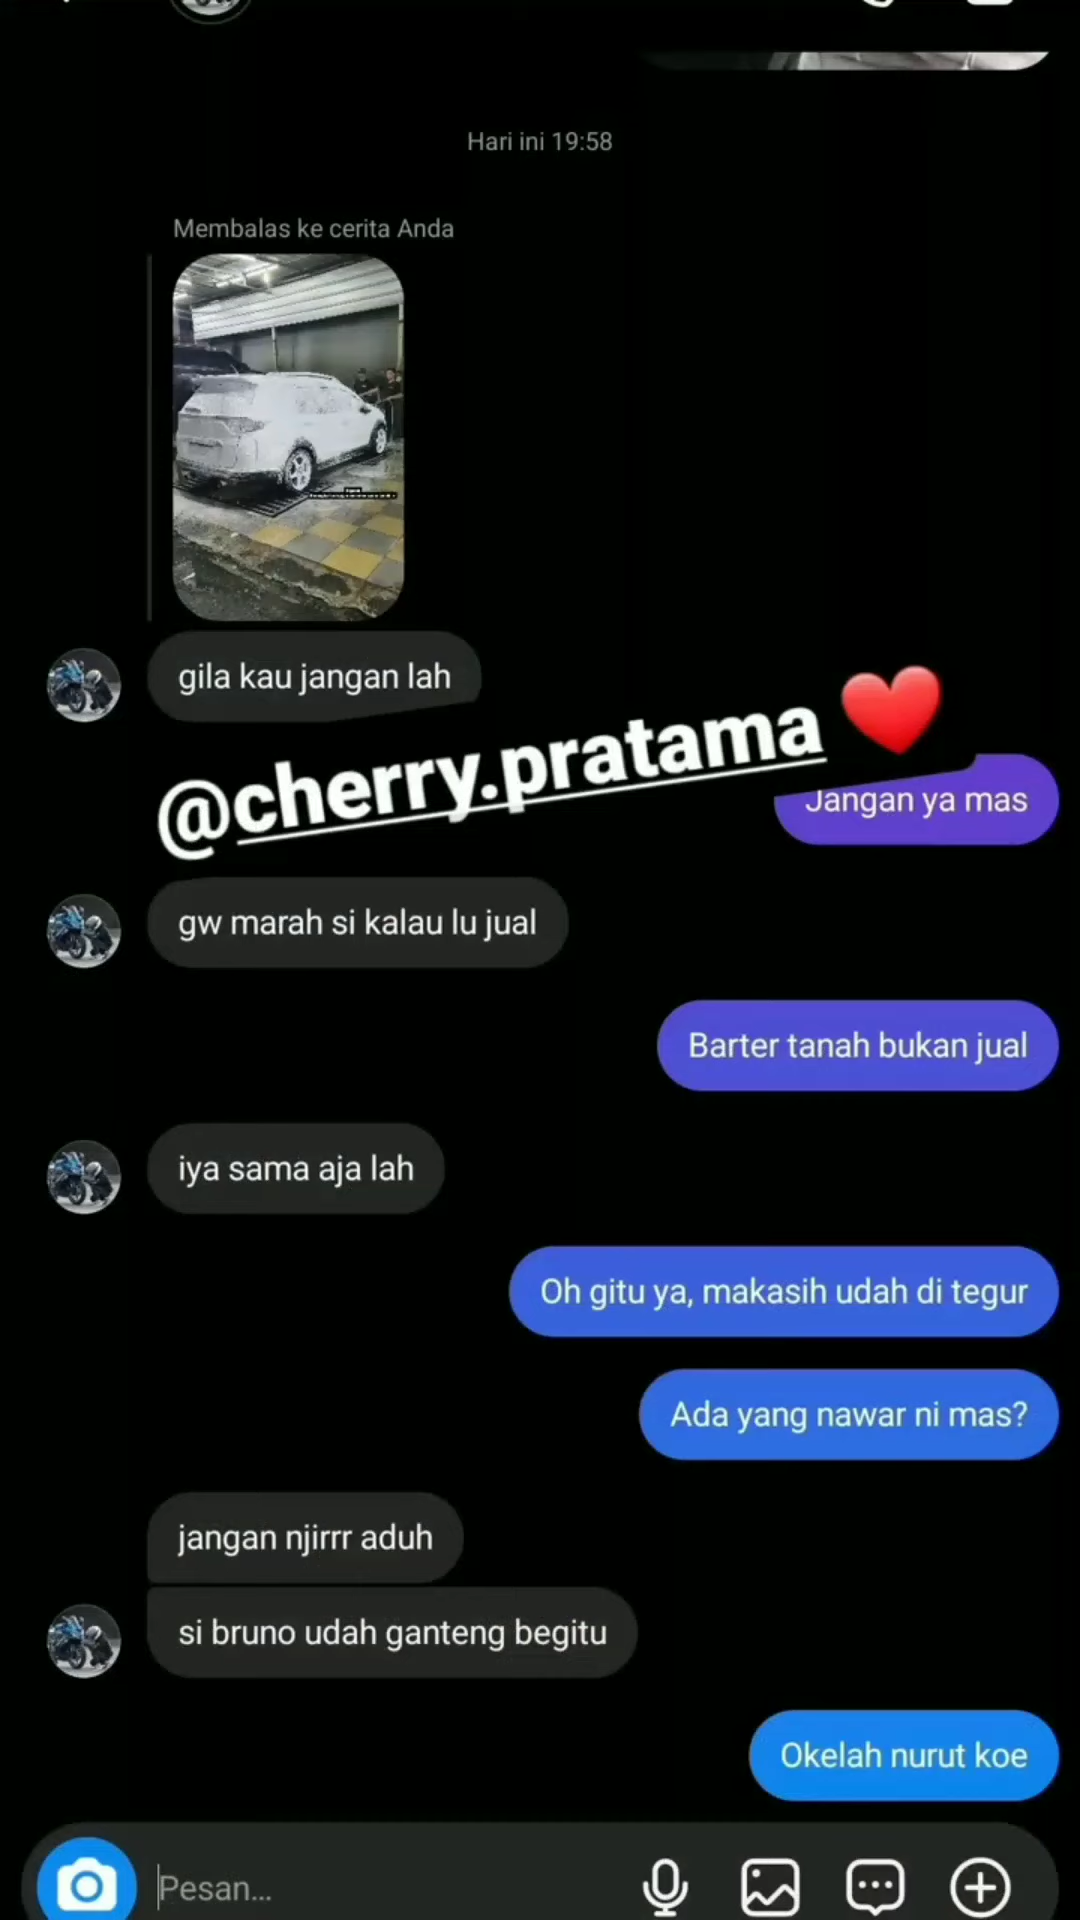 Hari ini 19:58
Membalas ke cerita Anda
gila kau jangan lah
@cherry.pratama ❤️
Jangan ya mas
gw marah si kalau lu jual
Barter tanah bukan jual
iya sama aja lah
Oh gitu ya, makasih udah di tegur
Ada yang nawar ni mas?
jangan njirrr aduh
si bruno udah ganteng begitu
Okelah nurut koe
Pesan...